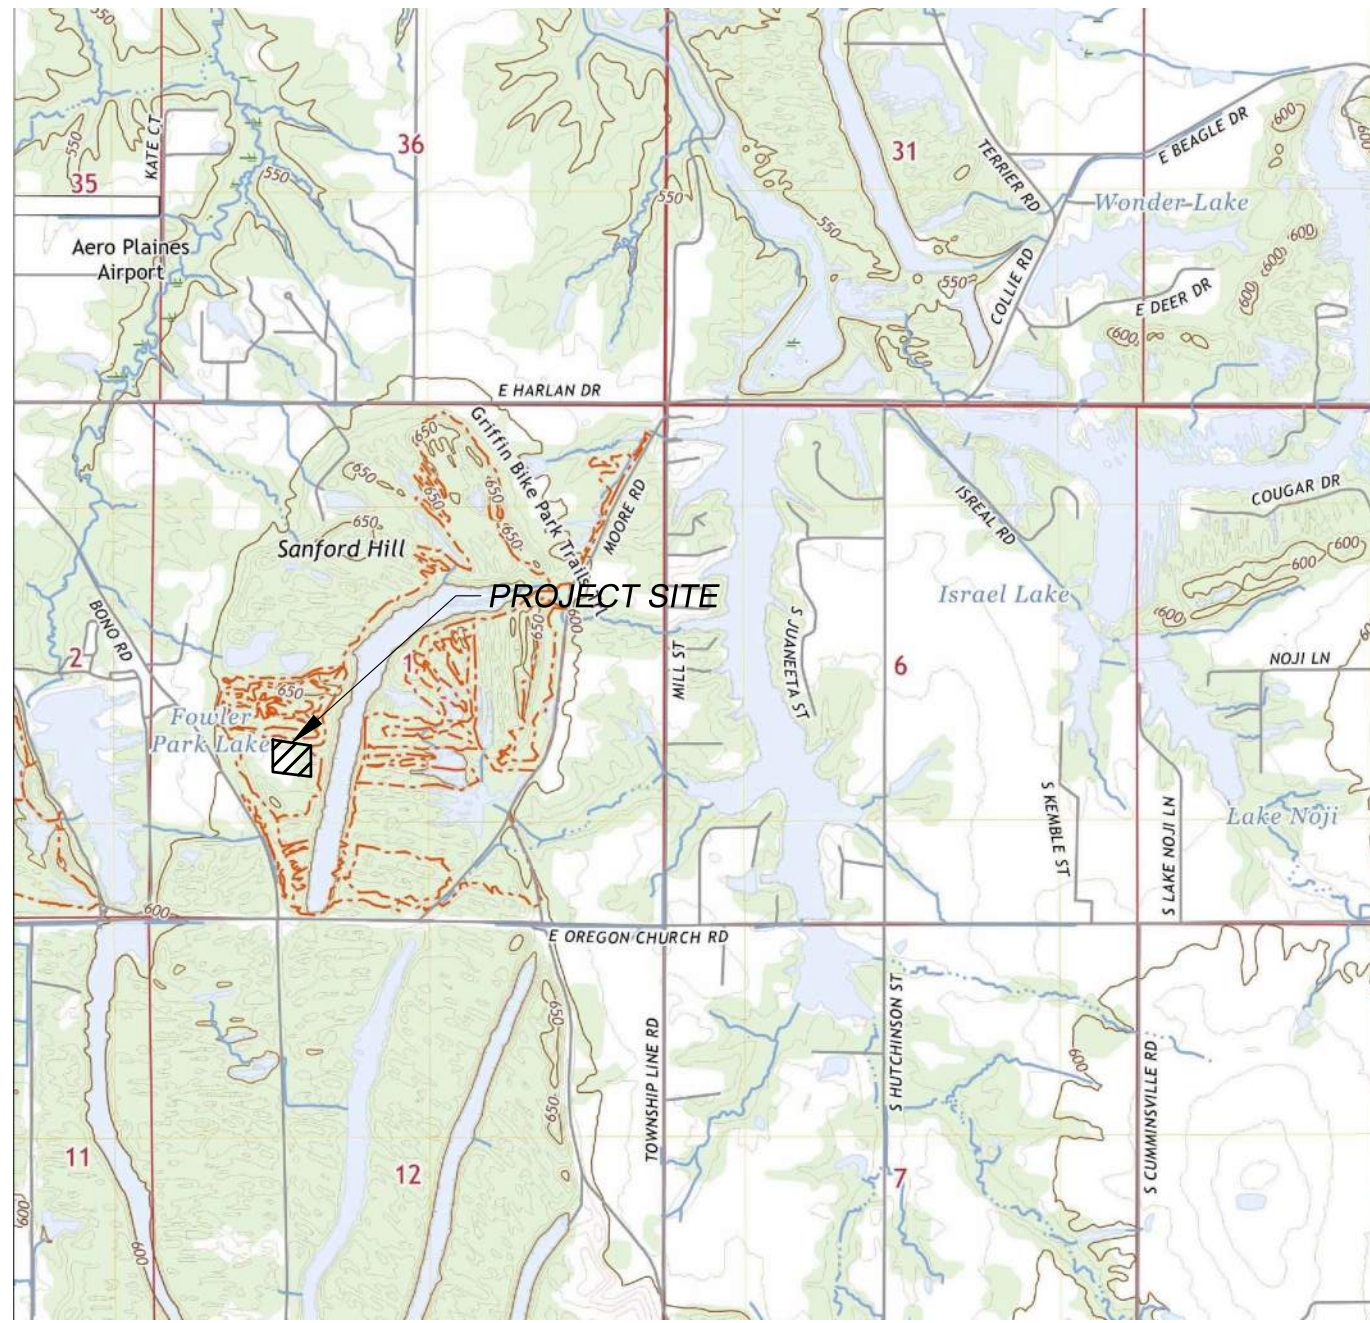 550
36
31
E BEAGLE DR
600
KATE CT
550
35
TERRIER RD
550
550
Wonder Lake
550
600
600
600
Aero Plaines
Airport
COLLIE RD
550
E DEER DR
600
E HARLAN DR
650
Griffin Bike Park Trails
650
650
650
COUGAR DR
650
MOORE RD
ISREAL RD
650
Sanford Hill
650
600
600
PROJECT SITE
Israel Lake
BONO RD
600
650
S JUANEETA ST
600
2
1
MILL ST
6
NOJI LN
650
Fowler
Park Lake
S KEMBLE ST
Lake Noji
S LAKE NOJI LN
600
E OREGON CHURCH RD
650
S HUTCHINSON ST
TOWNSHIP LINE RD
600
S CUMMINSVILLE RD
650
11
12
7
600
600